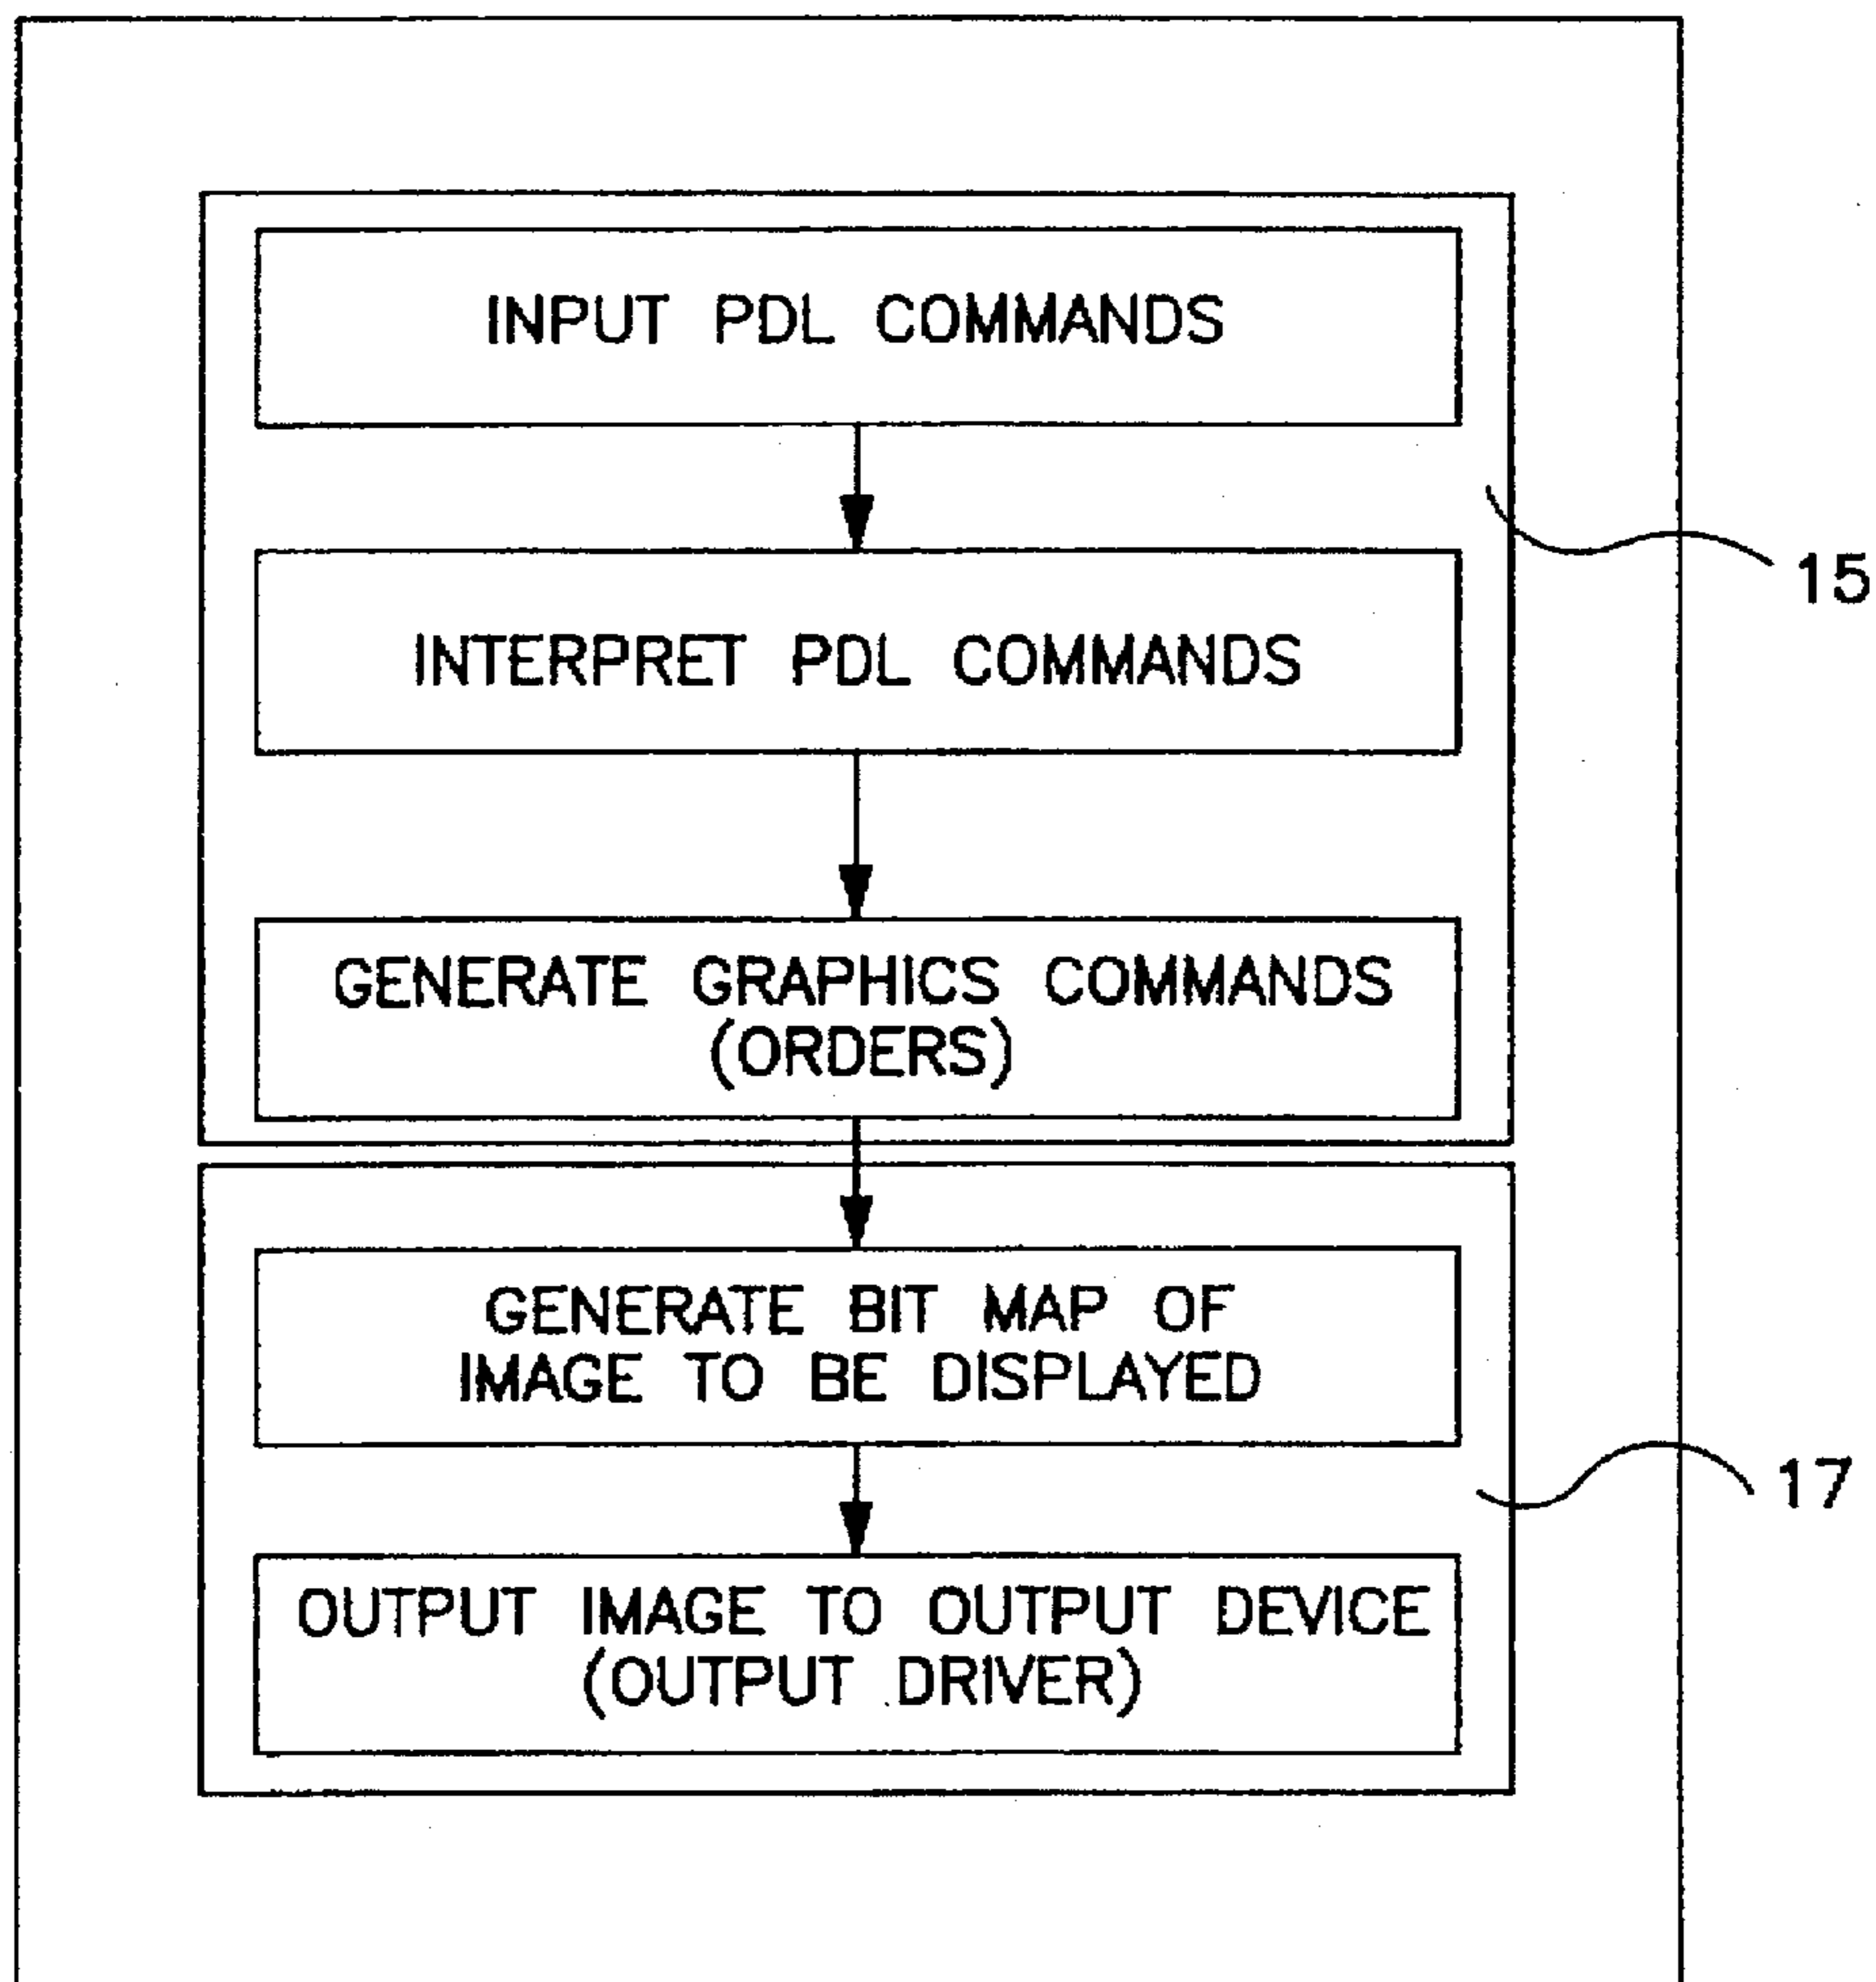 INPUT PDL COMMANDS
INTERPRET PDL COMMANDS
15
GENERATE GRAPHICS COMMANDS
(ORDERS)
GENERATE BIT MAP OF
IMAGE TO BE DISPLAYED
17
OUTPUT IMAGE TO OUTPUT DEVICE
(OUTPUT DRIVER)